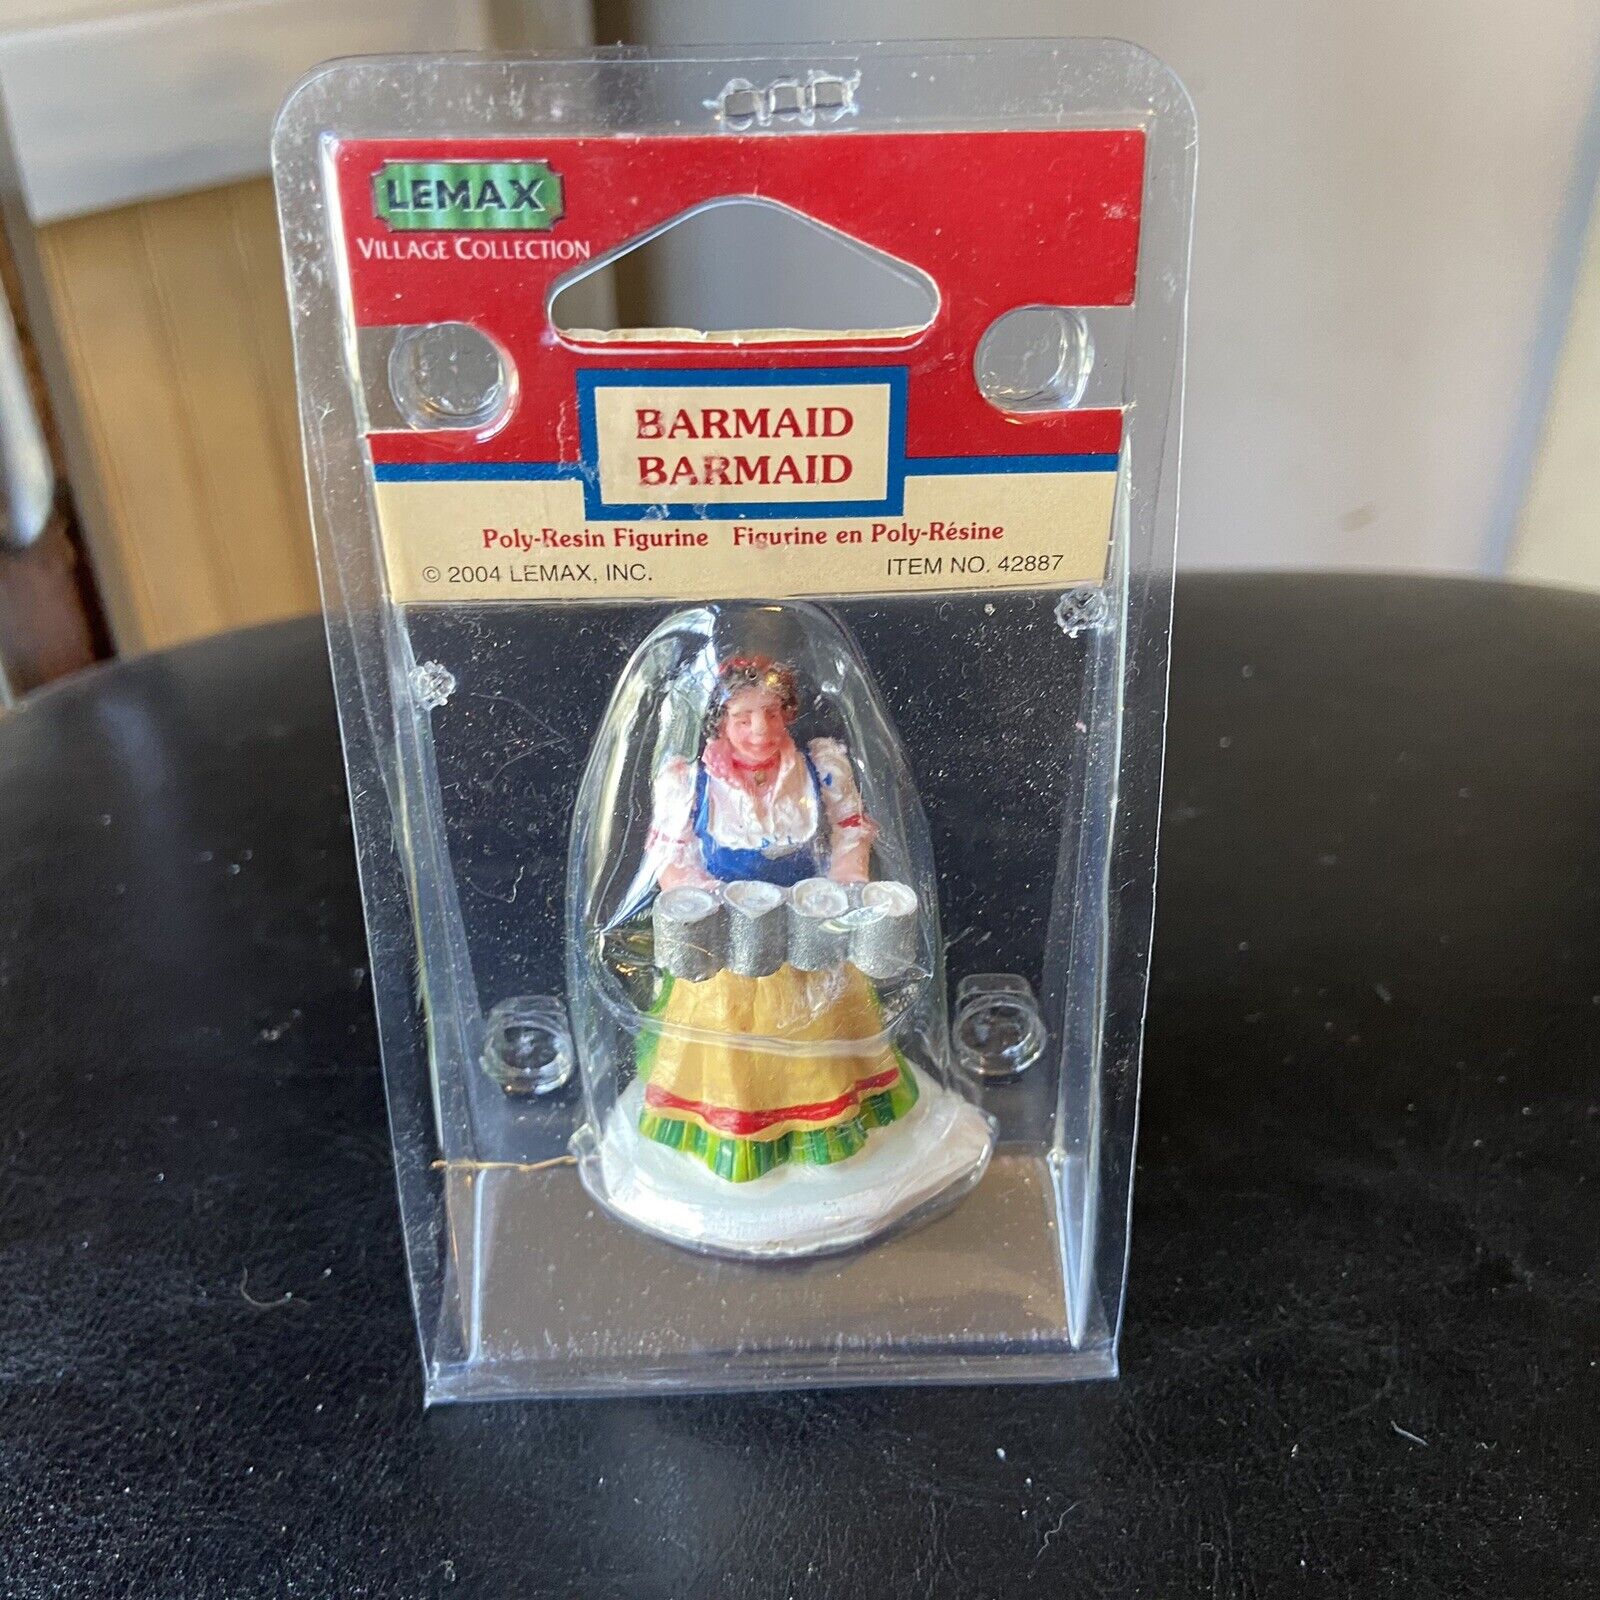 LEMAX
VILLAGE COLLECTION
BARMAID
BARMAID
Poly-Resin Figurine Figurine en Poly-Résine
© 2004 LEMAX, INC. ITEM NO. 42887